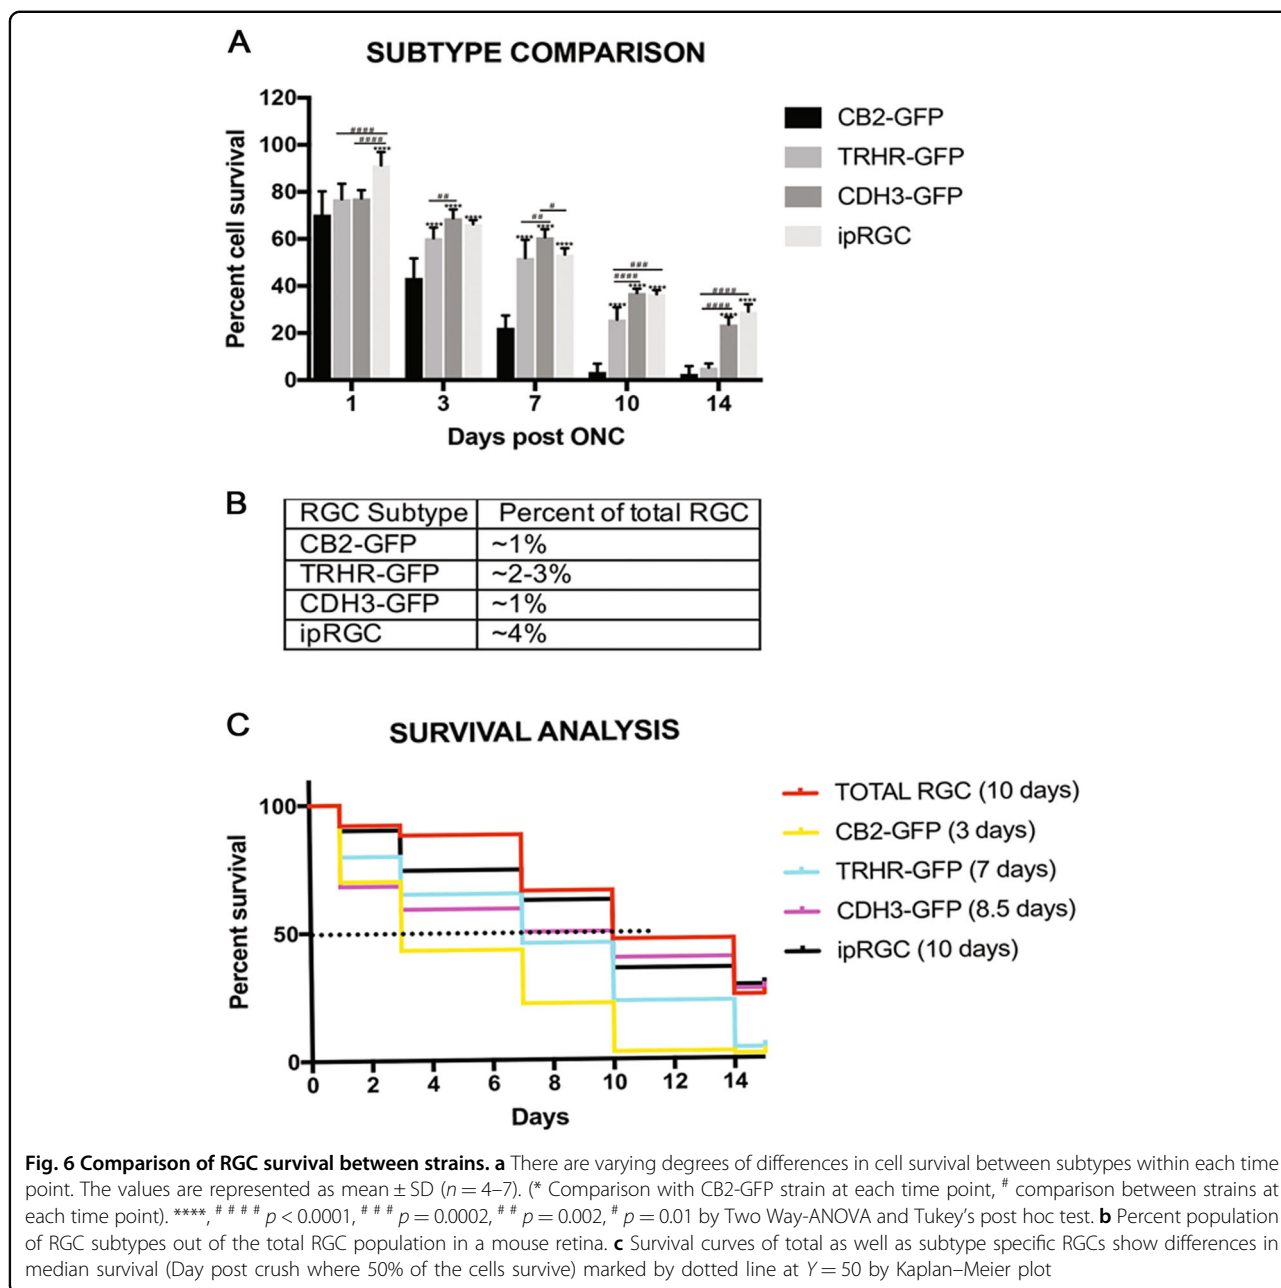 A
SUBTYPE COMPARISON
Percent cell survival
120
100
80
60
40
20
0
####
####
****
##
****
****
****
#
##
****
****
****
###
####
****
****
****
####
####
****
****
1 3 7 10 14
Days post ONC
CB2-GFP
TRHR-GFP
CDH3-GFP
ipRGC
B
RGC Subtype Percent of total RGC
CB2-GFP ~1%
TRHR-GFP ~2-3%
CDH3-GFP ~1%
ipRGC ~4%
C
SURVIVAL ANALYSIS
Percent survival
100
50
0
0 2 4 6 8 10 12 14
Days
TOTAL RGC (10 days)
CB2-GFP (3 days)
TRHR-GFP (7 days)
CDH3-GFP (8.5 days)
ipRGC (10 days)
Fig. 6 Comparison of RGC survival between strains. a There are varying degrees of differences in cell survival between subtypes within each time
point. The values are represented as mean ± SD (n = 4–7). (* Comparison with CB2-GFP strain at each time point, # comparison between strains at
each time point). ****, # # # # p < 0.0001, # # # p = 0.0002, # # p = 0.002, # p = 0.01 by Two Way-ANOVA and Tukey's post hoc test. b Percent population
of RGC subtypes out of the total RGC population in a mouse retina. c Survival curves of total as well as subtype specific RGCs show differences in
median survival (Day post crush where 50% of the cells survive) marked by dotted line at Y = 50 by Kaplan–Meier plot